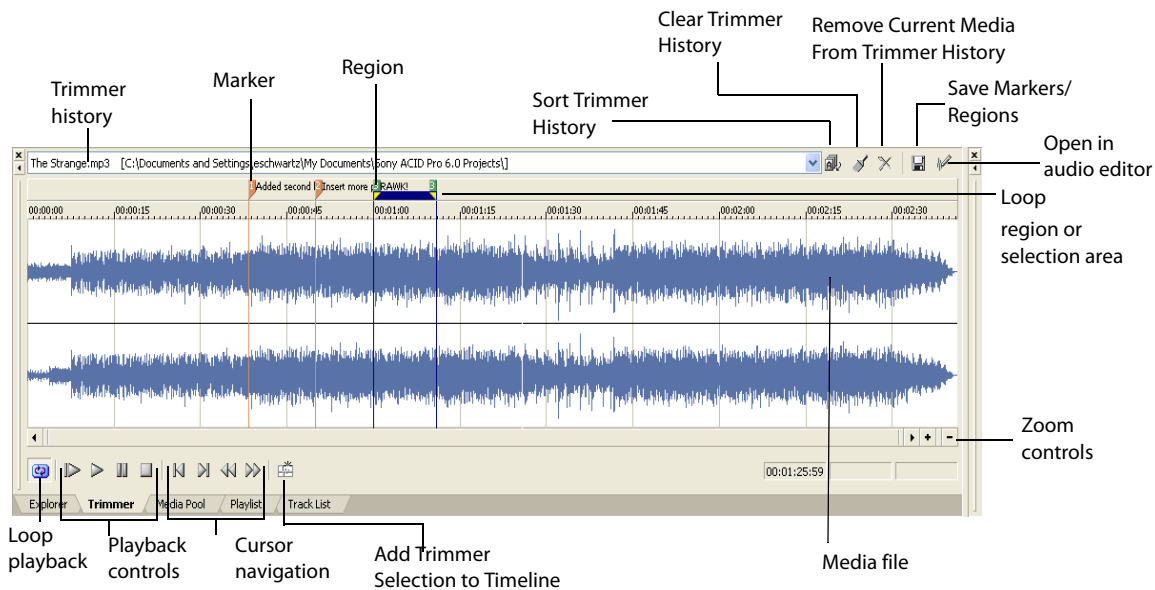 Clear Trimmer
History
Remove Current Media
From Trimmer History
Marker
Region
Trimmer
history
Sort Trimmer
History
Save Markers/
Regions
Open in
audio editor
The Strange.mp3 [C:\Documents and Settings\eschwartz\My Documents\Sony ACID Pro 6.0 Projects\]
1 Added second 2 Insert more 3 RAWK! 3
Loop
region or
selection area
00:00:00 00:00:15 00:00:30 00:00:45 00:01:00 00:01:15 00:01:30 00:01:45 00:02:00 00:02:15 00:02:30
Zoom
controls
00:01:25:59
Explorer Trimmer Media Pool Playlist Track List
Loop
playback
Playback
controls
Cursor
navigation
Add Trimmer
Selection to Timeline
Media file